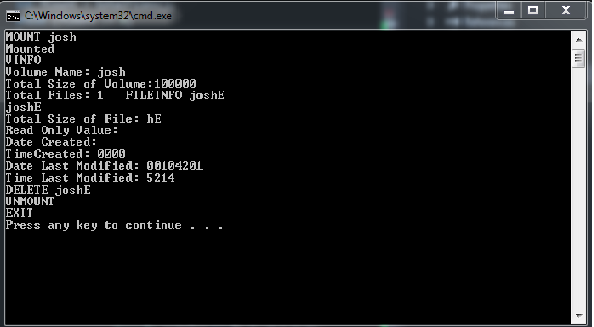 C:\Windows\system32\cmd.exe
MOUNT josh
Mounted
VINFO
Volume Name: josh
Total Size of Volume:100000
Total Files: 1   FILEINFO joshE
joshE
Total Size of File: hE
Read Only Value:
Date Created:
TimeCreated: 0000
Date Last Modified: 00104201
Time Last Modified: 5214
DELETE joshE
UNMOUNT
EXIT
Press any key to continue . . .